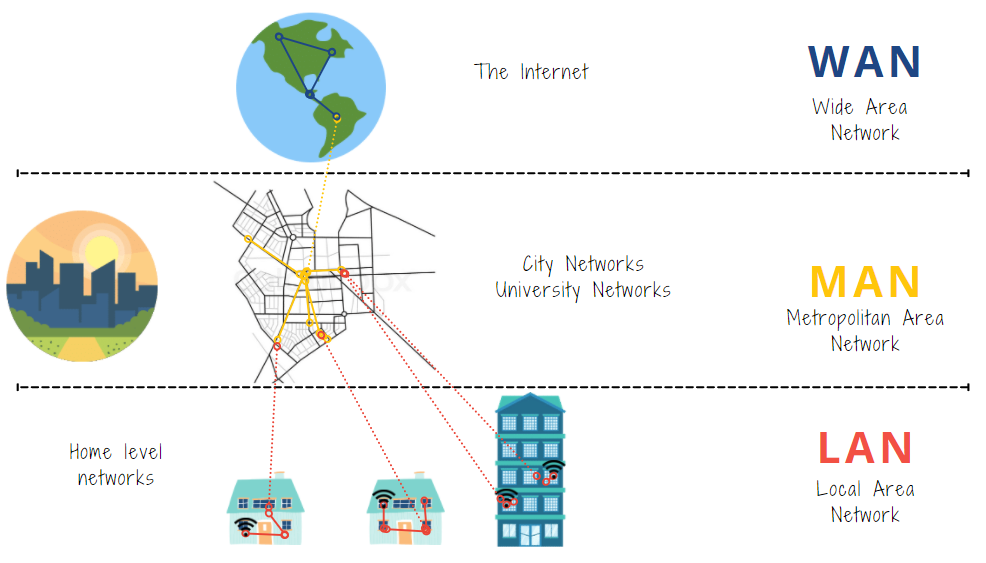 The Internet
WAN
Wide Area
Network
City Networks
University Networks
MAN
Metropolitan Area
Network
Home level
networks
LAN
Local Area
Network